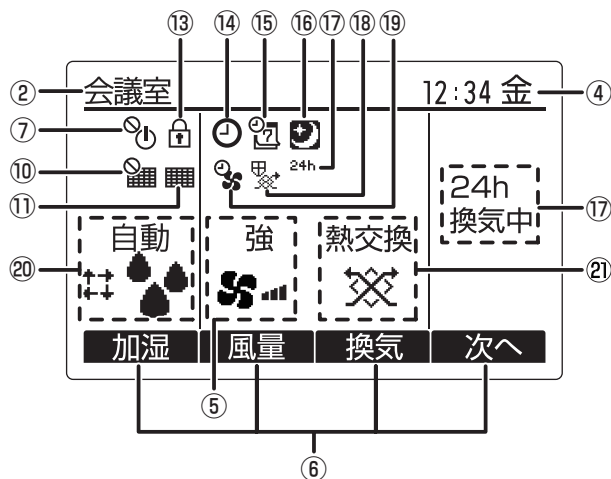 ⑬ ⑭ ⑮ ⑯ ⑰ ⑱ ⑲
② 会議室 12:34 金 ④
⑦ 7
24h
⑩
⑪
24h
換気中 ⑰
⑳ 自動 強 熱交換 ㉑
加湿 風量 換気 次へ
⑤
⑥